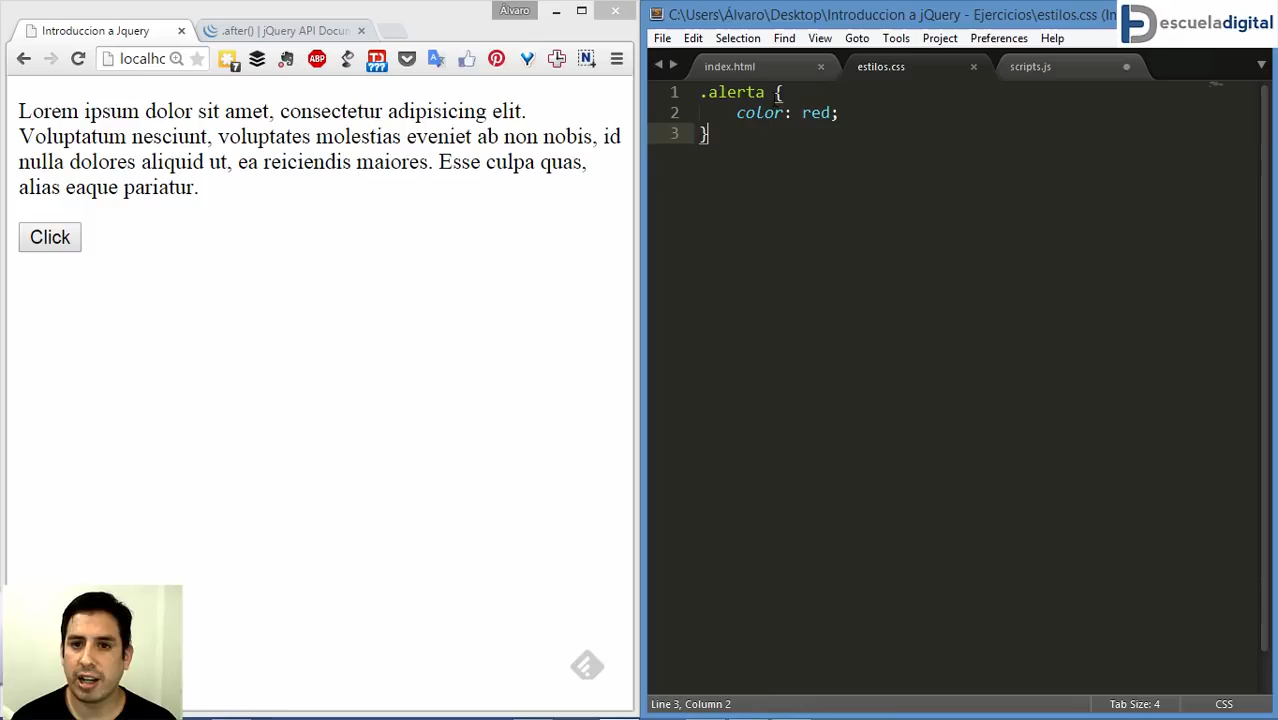 Álvaro
Introduccion a Jquery
.after() | jQuery API Docun
localhc
7
ABP
TD
???
N
Lorem ipsum dolor sit amet, consectetur adipisicing elit.
Voluptatum nesciunt, voluptates molestias eveniet ab non nobis, id
nulla dolores aliquid ut, ea reiciendis maiores. Esse culpa quas,
alias eaque pariatur.
Click
C:\Users\Álvaro\Desktop\Introduccion a jQuery - Ejercicios\estilos.css (In
escueladigital
File Edit Selection Find View Goto Tools Project Preferences Help
index.html
estilos.css
scripts.js
1 .alerta {
2 color: red;
3 }
Line 3, Column 2
Tab Size: 4
CSS